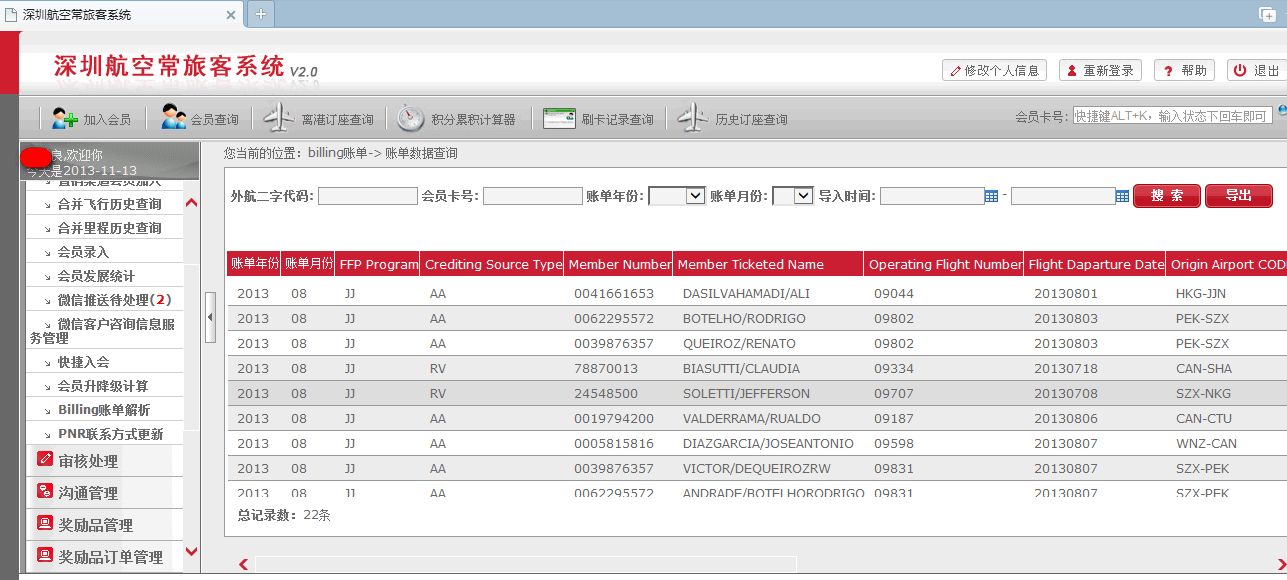 深圳航空常旅客系统
深圳航空常旅客系统 V2.0
修改个人信息 重新登录 帮助 退出
加入会员 会员查询 离港订座查询 积分累积计算器 刷卡记录查询 历史订座查询 会员卡号: 快捷键ALT+K，输入状态下回车即可
良,欢迎你
今天是2013-11-13
您当前的位置：billing账单-> 账单数据查询
直销渠道会员加入
合并飞行历史查询
合并里程历史查询
会员录入
会员发展统计
微信推送待处理(2)
微信客户咨询信息服
务管理
快捷入会
会员升降级计算
Billing账单解析
PNR联系方式更新
审核处理
沟通管理
奖励品管理
奖励品订单管理
外航二字代码: 会员卡号: 账单年份: 账单月份: 导入时间: - 搜 索 导出
账单年份 账单月份 FFP Program Crediting Source Type Member Number Member Ticketed Name Operating Flight Number Flight Daparture Date Origin Airport COD
2013 08 JJ AA 0041661653 DASILVAHAMADI/ALI 09044 20130801 HKG-JJN
2013 08 JJ AA 0062295572 BOTELHO/RODRIGO 09802 20130803 PEK-SZX
2013 08 JJ AA 0039876357 QUEIROZ/RENATO 09802 20130803 PEK-SZX
2013 08 JJ RV 78870013 BIASUTTI/CLAUDIA 09334 20130718 CAN-SHA
2013 08 JJ RV 24548500 SOLETTI/JEFFERSON 09707 20130708 SZX-NKG
2013 08 JJ AA 0019794200 VALDERRAMA/RUALDO 09187 20130806 CAN-CTU
2013 08 JJ AA 0005815816 DIAZGARCIA/JOSEANTONIO 09598 20130807 WNZ-CAN
2013 08 JJ AA 0039876357 VICTOR/DEQUEIROZRW 09831 20130807 SZX-PEK
2013 08 JJ AA 0062295572 ANDRADE/BOTELHORODRIGO 09831 20130807 SZX-PEK
总记录数：22条